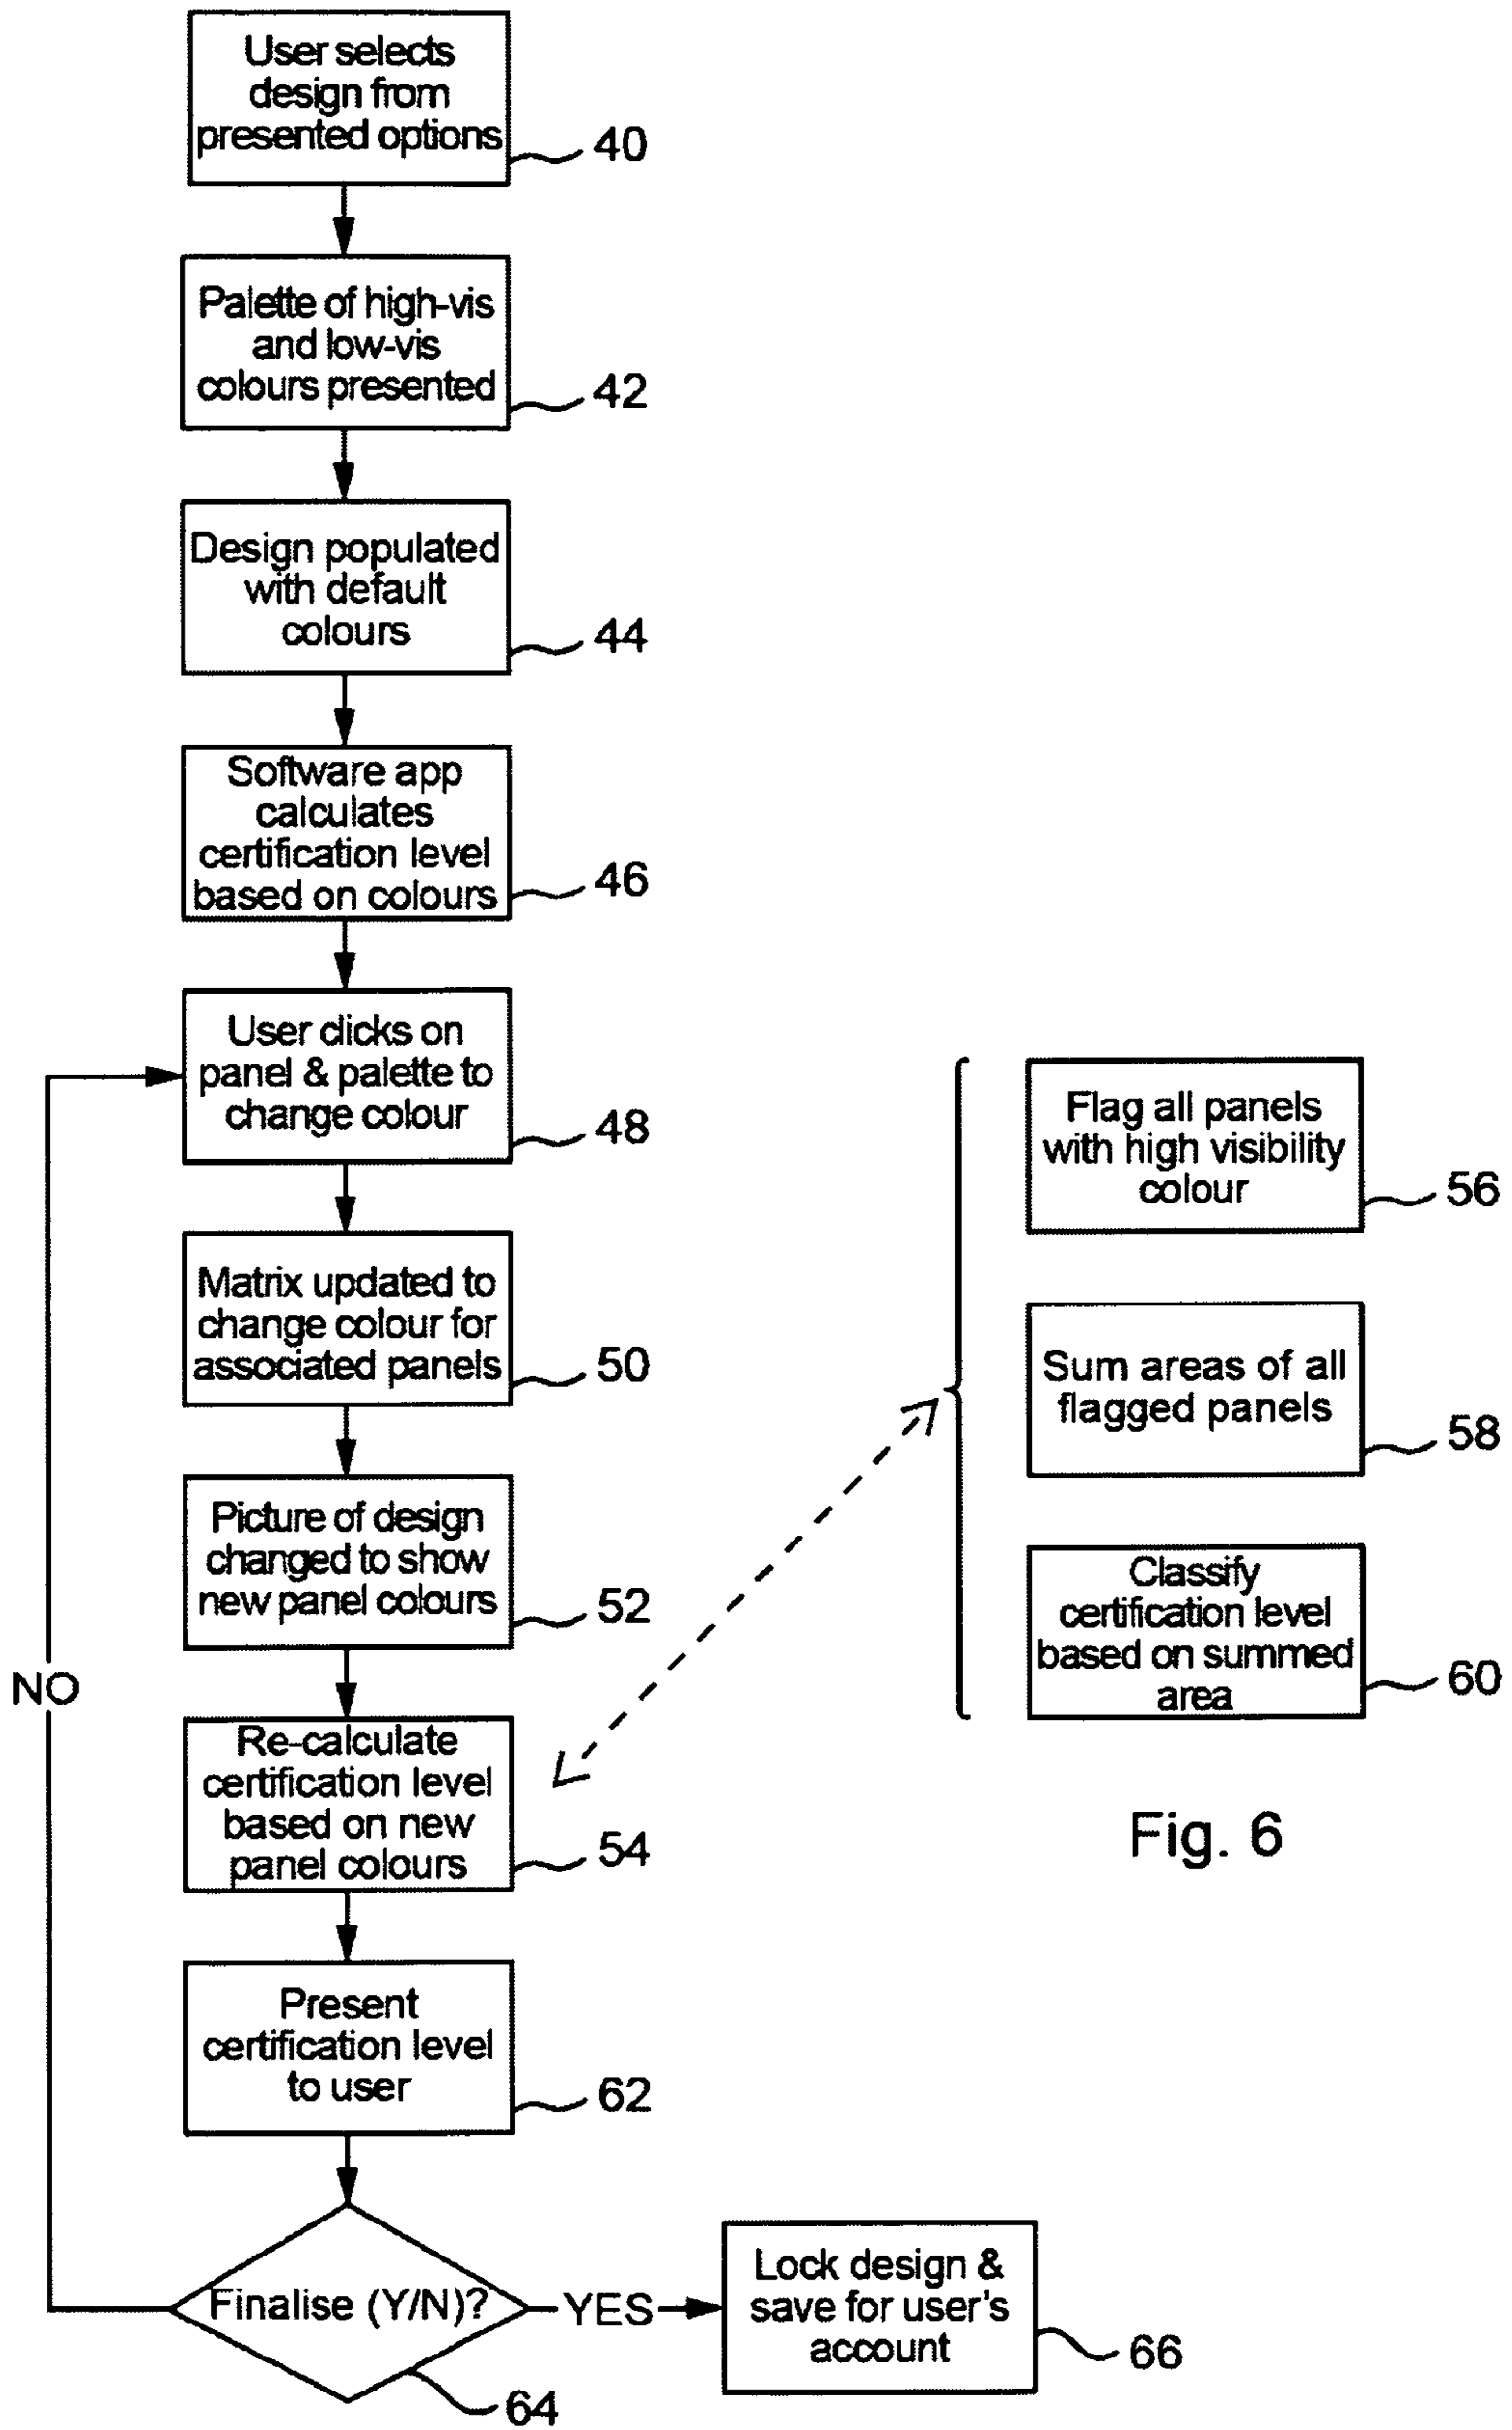 User selects
design from
presented options
40
Palette of high-vis
and low-vis
colours presented
42
Design populated
with default
colours
44
Software app
calculates
certification level
based on colours
46
User clicks on
panel & palette to
change colour
48
Matrix updated to
change colour for
associated panels
50
Picture of design
changed to show
new panel colours
52
Re-calculate
certification level
based on new
panel colours
54
Flag all panels
with high visibility
colour
56
Sum areas of all
flagged panels
58
Classify
certification level
based on summed
area
60
Present
certification level
to user
62
Finalise (Y/N)?
64
NO
YES
Lock design &
save for user's
account
66
Fig. 6